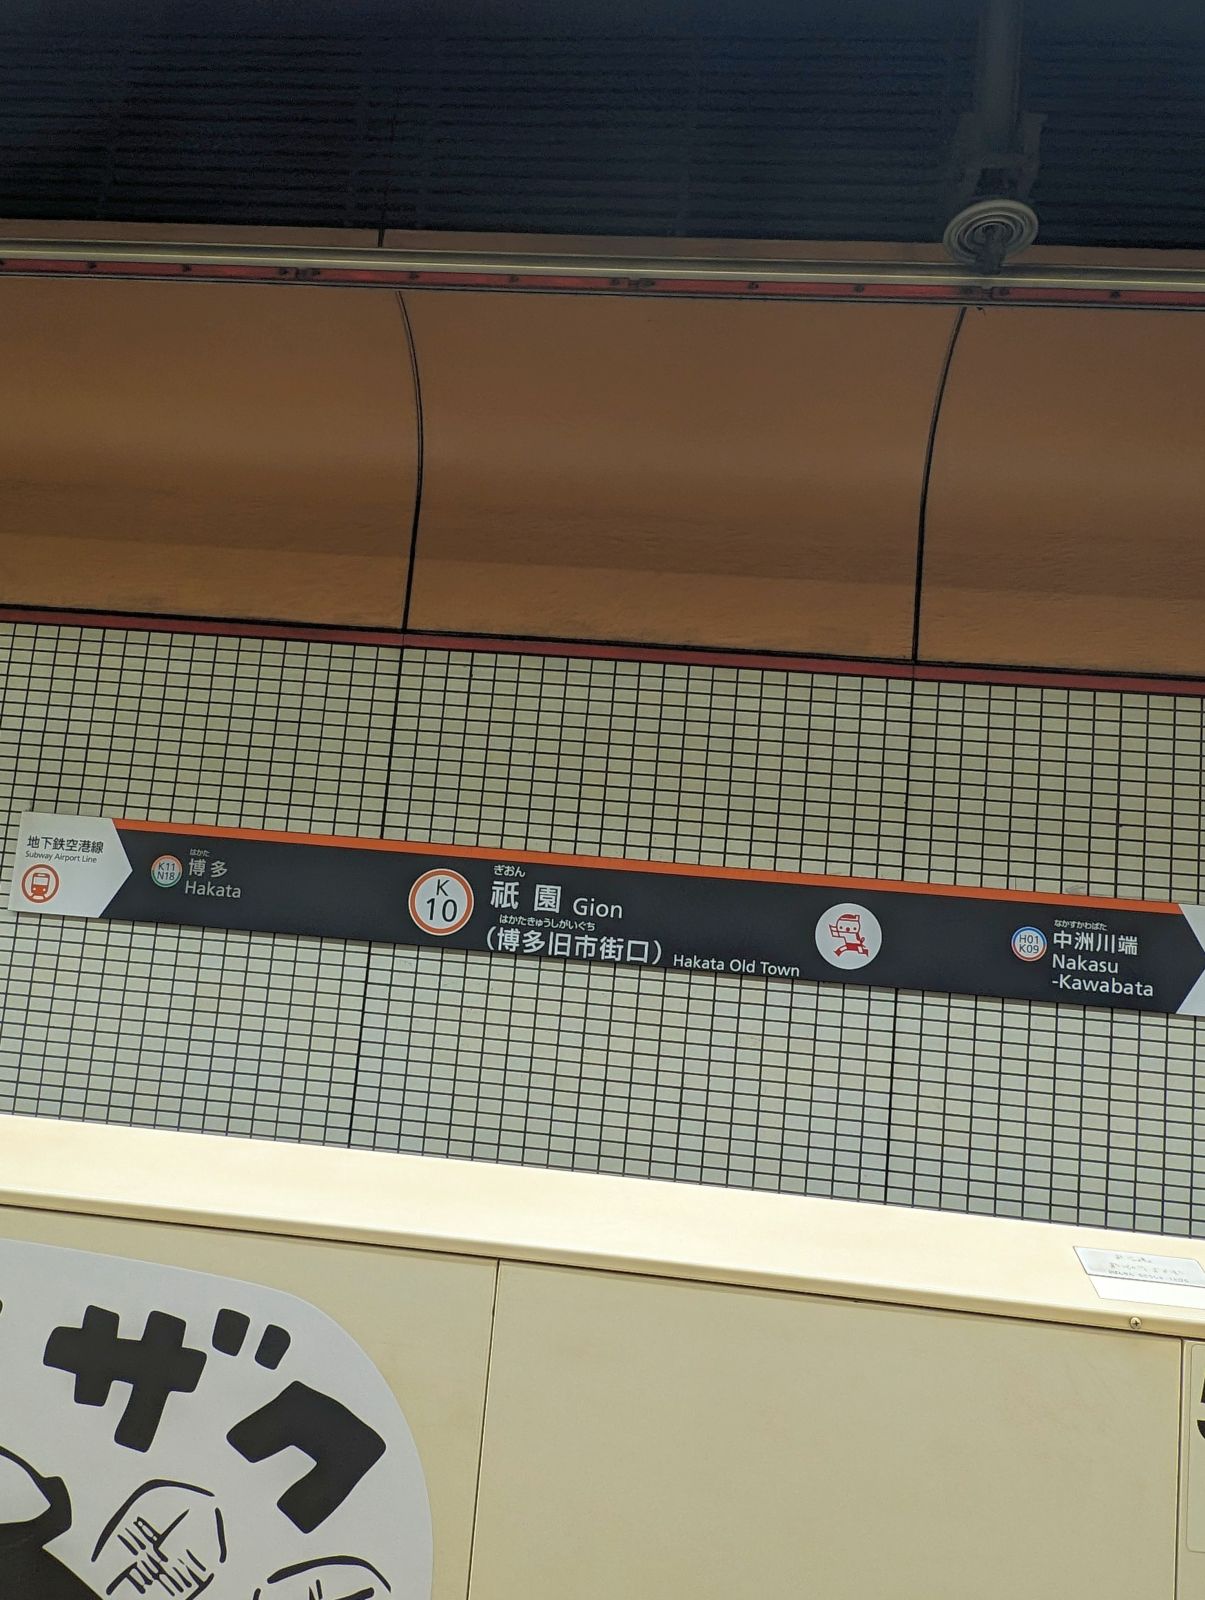 地下鉄空港線
Subway Airport Line
K11
N18
はかた
博多
Hakata
K
10
ぎおん
祇園 Gion
はかたきゅうしがいぐち
(博多旧市街口) Hakata Old Town
H01
K09
なかすかわばた
中洲川端
Nakasu
-Kawabata
ザク